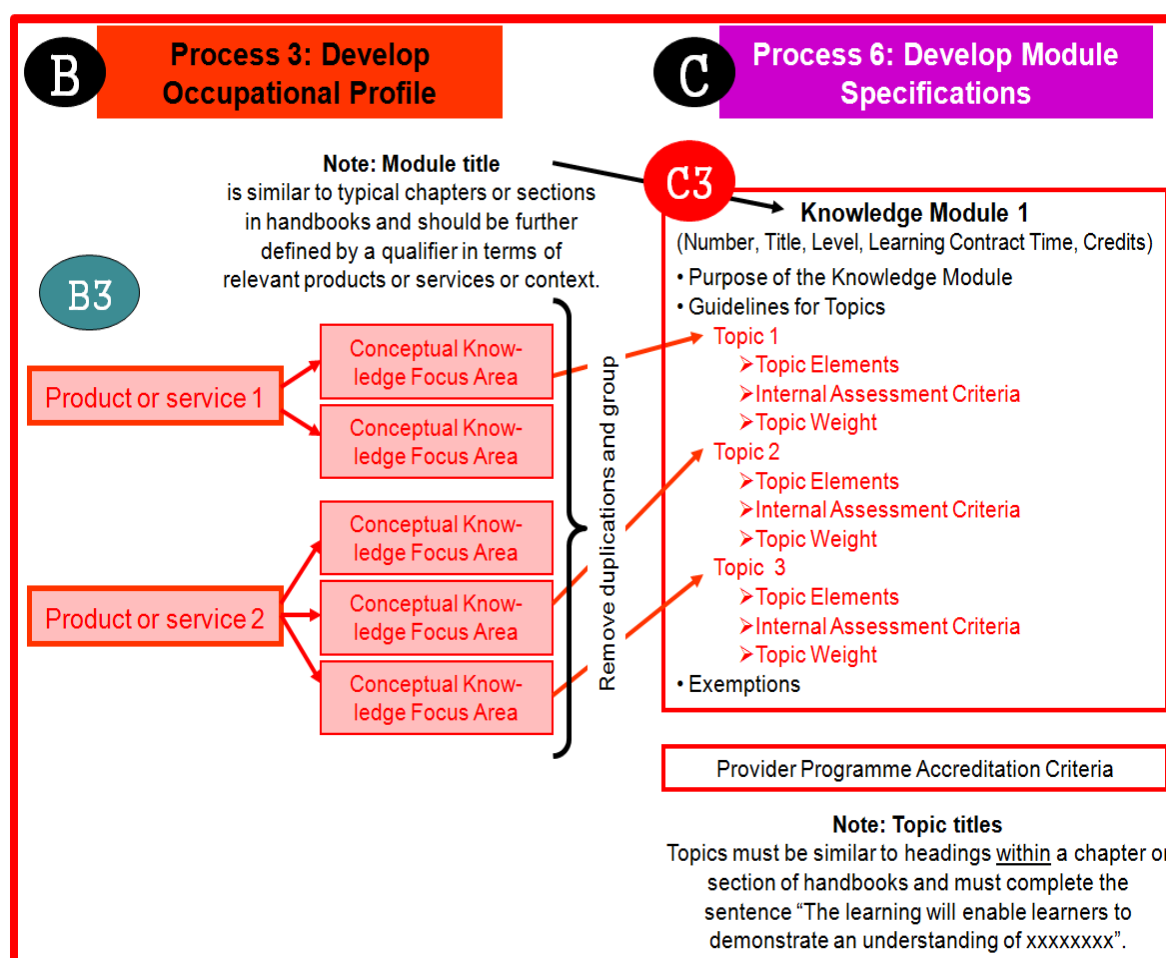 B
Process 3: Develop
Occupational Profile
C
Process 6: Develop Module
Specifications
Note: Module title
is similar to typical chapters or sections
in handbooks and should be further
defined by a qualifier in terms of
relevant products or services or context.
B3
Product or service 1
Conceptual Know-
ledge Focus Area
Conceptual Know-
ledge Focus Area
Product or service 2
Conceptual Know-
ledge Focus Area
Conceptual Know-
ledge Focus Area
Conceptual Know-
ledge Focus Area
Remove duplications and group
C3
Knowledge Module 1
(Number, Title, Level, Learning Contract Time, Credits)
• Purpose of the Knowledge Module
• Guidelines for Topics
Topic 1
➢Topic Elements
➢Internal Assessment Criteria
➢Topic Weight
Topic 2
➢Topic Elements
➢Internal Assessment Criteria
➢Topic Weight
Topic 3
➢Topic Elements
➢Internal Assessment Criteria
➢Topic Weight
• Exemptions
Provider Programme Accreditation Criteria
Note: Topic titles
Topics must be similar to headings within a chapter or
section of handbooks and must complete the
sentence “The learning will enable learners to
demonstrate an understanding of xxxxxxxx”.